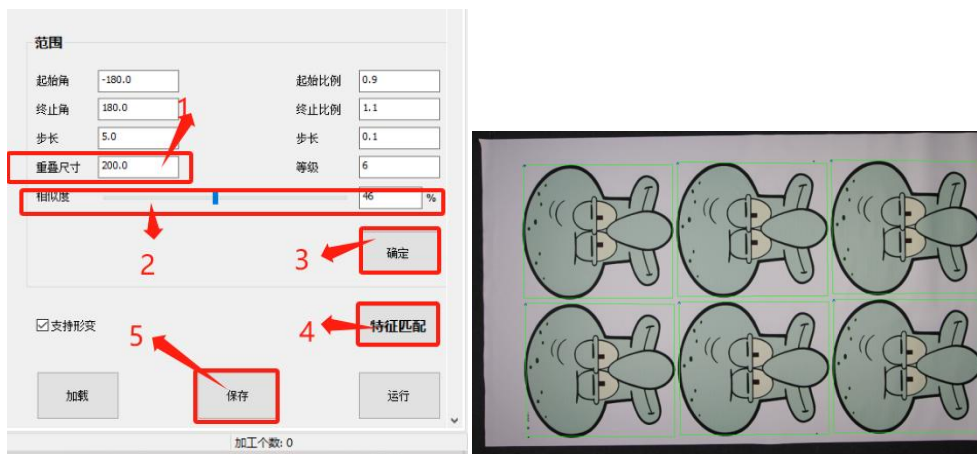 范围
起始角 -180.0 起始比例 0.9
终止角 180.0 终止比例 1.1
1
步长 5.0 步长 0.1
重叠尺寸 200.0 等级 6
相似度 46 %
2
3 确定
支持形变 4 特征匹配
5
加载 保存 运行
加工个数: 0